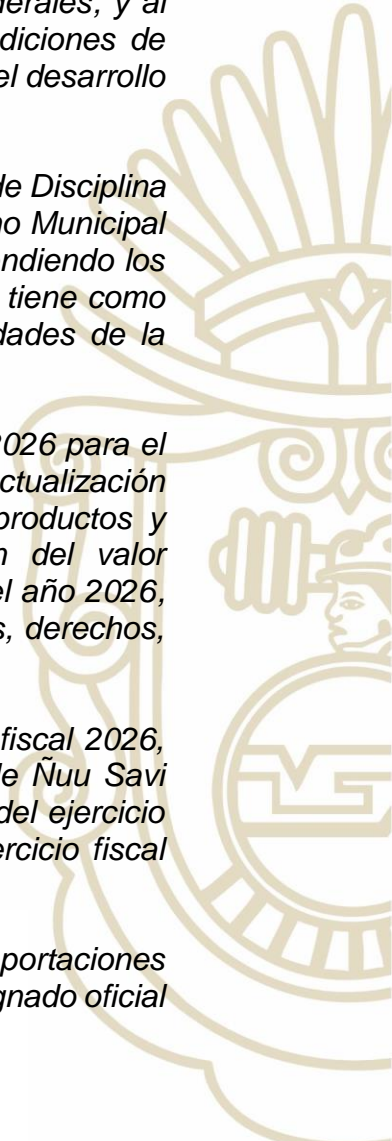 nerales, y al
diciones de
el desarrollo
de Disciplina
no Municipal
ndiendo los
tiene como
dades de la
2026 para el
ctualización
productos y
n del valor
el año 2026,
s, derechos,
fiscal 2026,
de Ñuu Savi
del ejercicio
ercicio fiscal
portaciones
gnado oficial